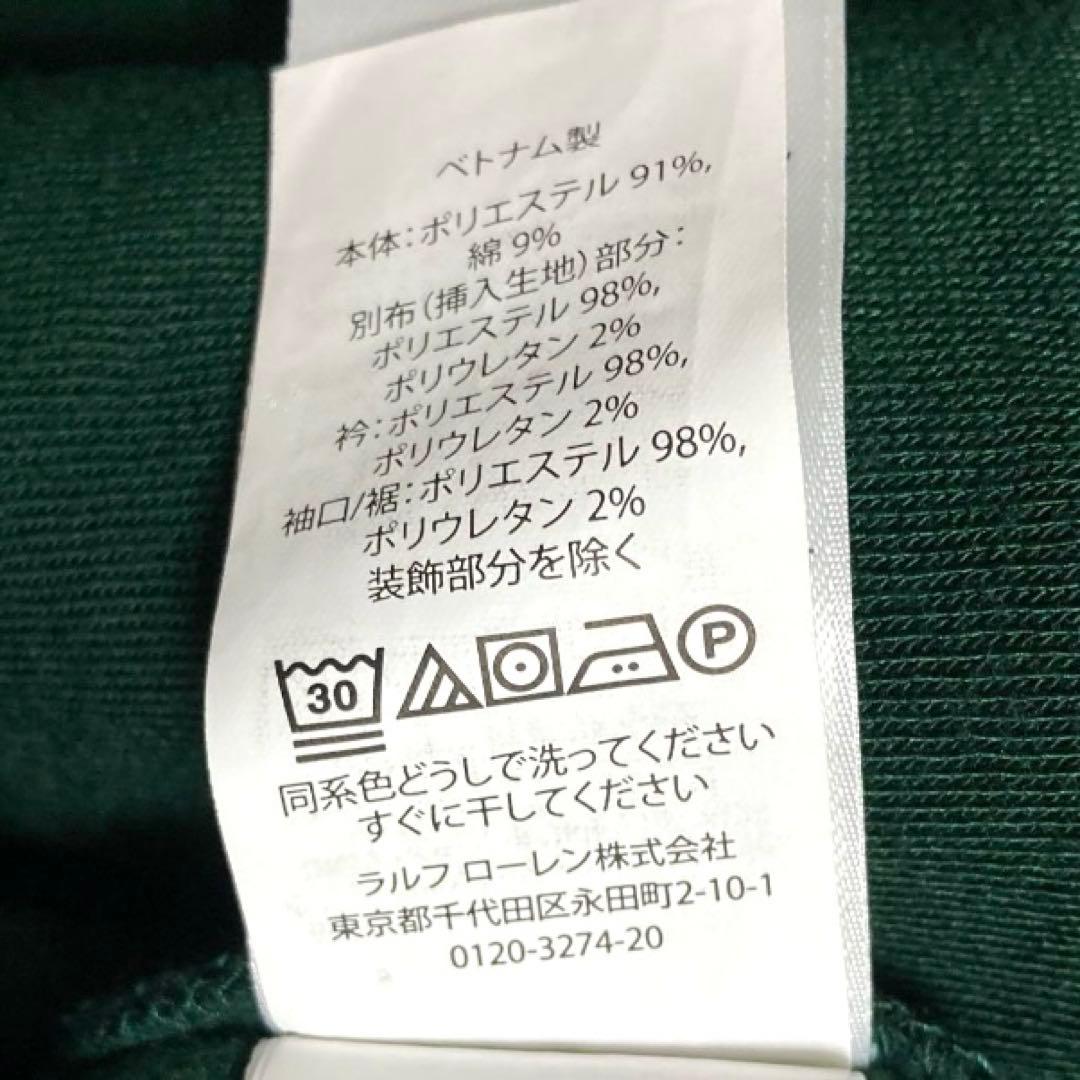 ベトナム製
本体:ポリエステル 91%,
綿 9%
別布(挿入生地)部分:
ポリエステル 98%,
ポリウレタン 2%
衿:ポリエステル 98%,
ポリウレタン 2%
袖口/裾:ポリエステル 98%,
ポリウレタン 2%
装飾部分を除く
30 P
同系色どうしで洗ってください
すぐに干してください
ラルフ ローレン株式会社
東京都千代田区永田町2-10-1
0120-3274-20